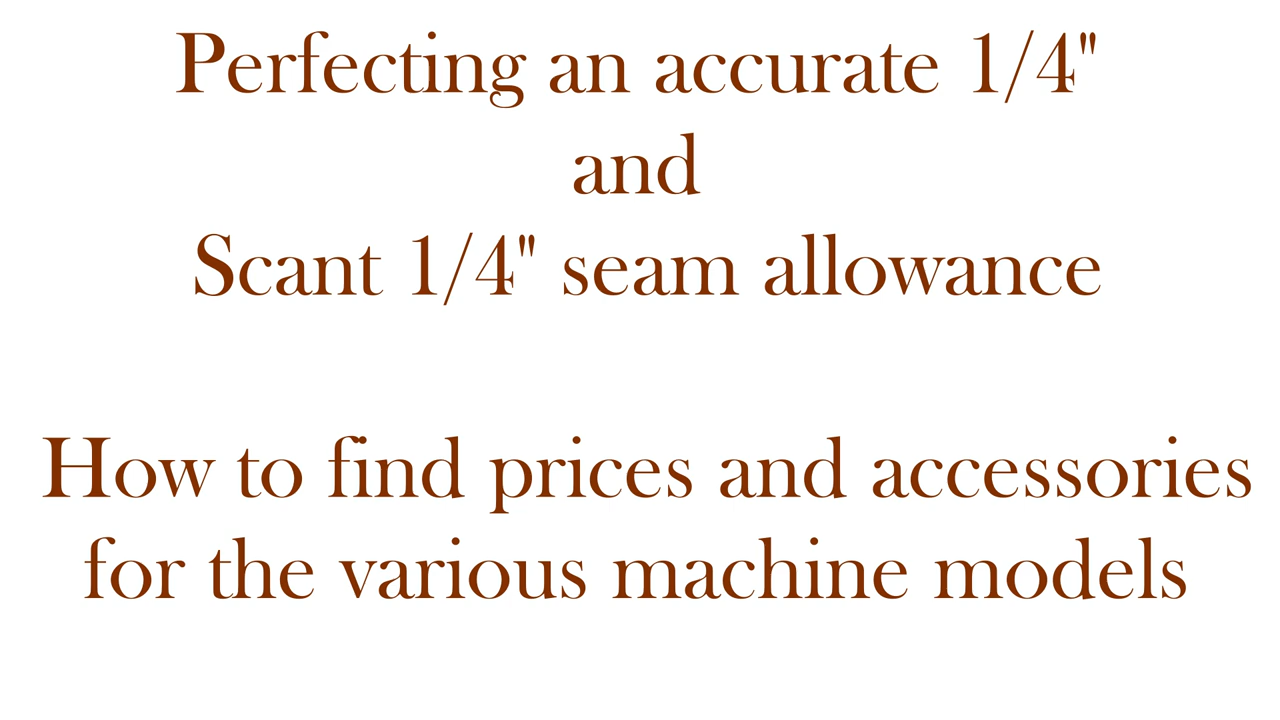 Perfecting an accurate 1/4"
and
Scant 1/4" seam allowance
How to find prices and accessories
for the various machine models